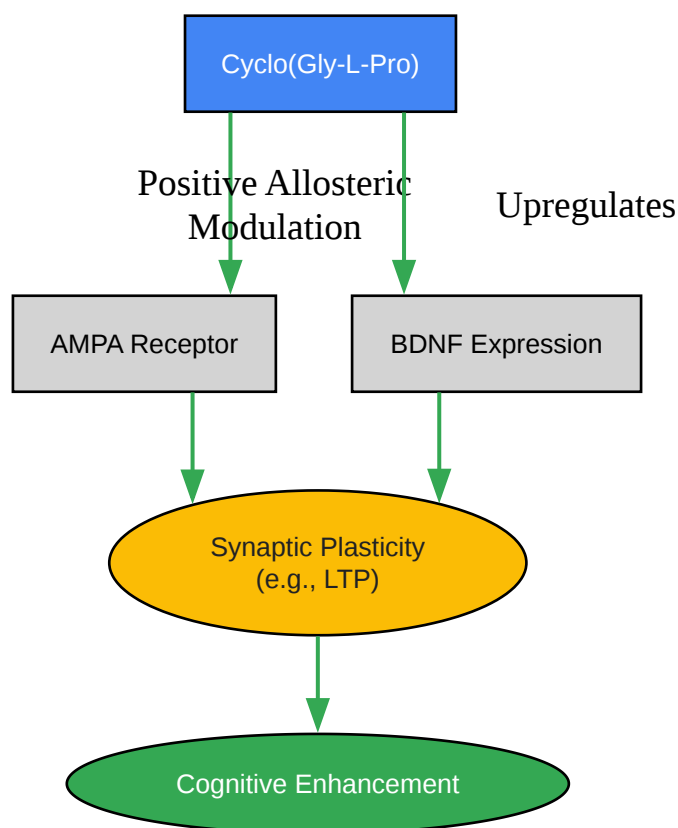 Cyclo(Gly-L-Pro)
Positive Allosteric
Modulation
Upregulates
AMPA Receptor
BDNF Expression
Synaptic Plasticity
(e.g., LTP)
Cognitive Enhancement